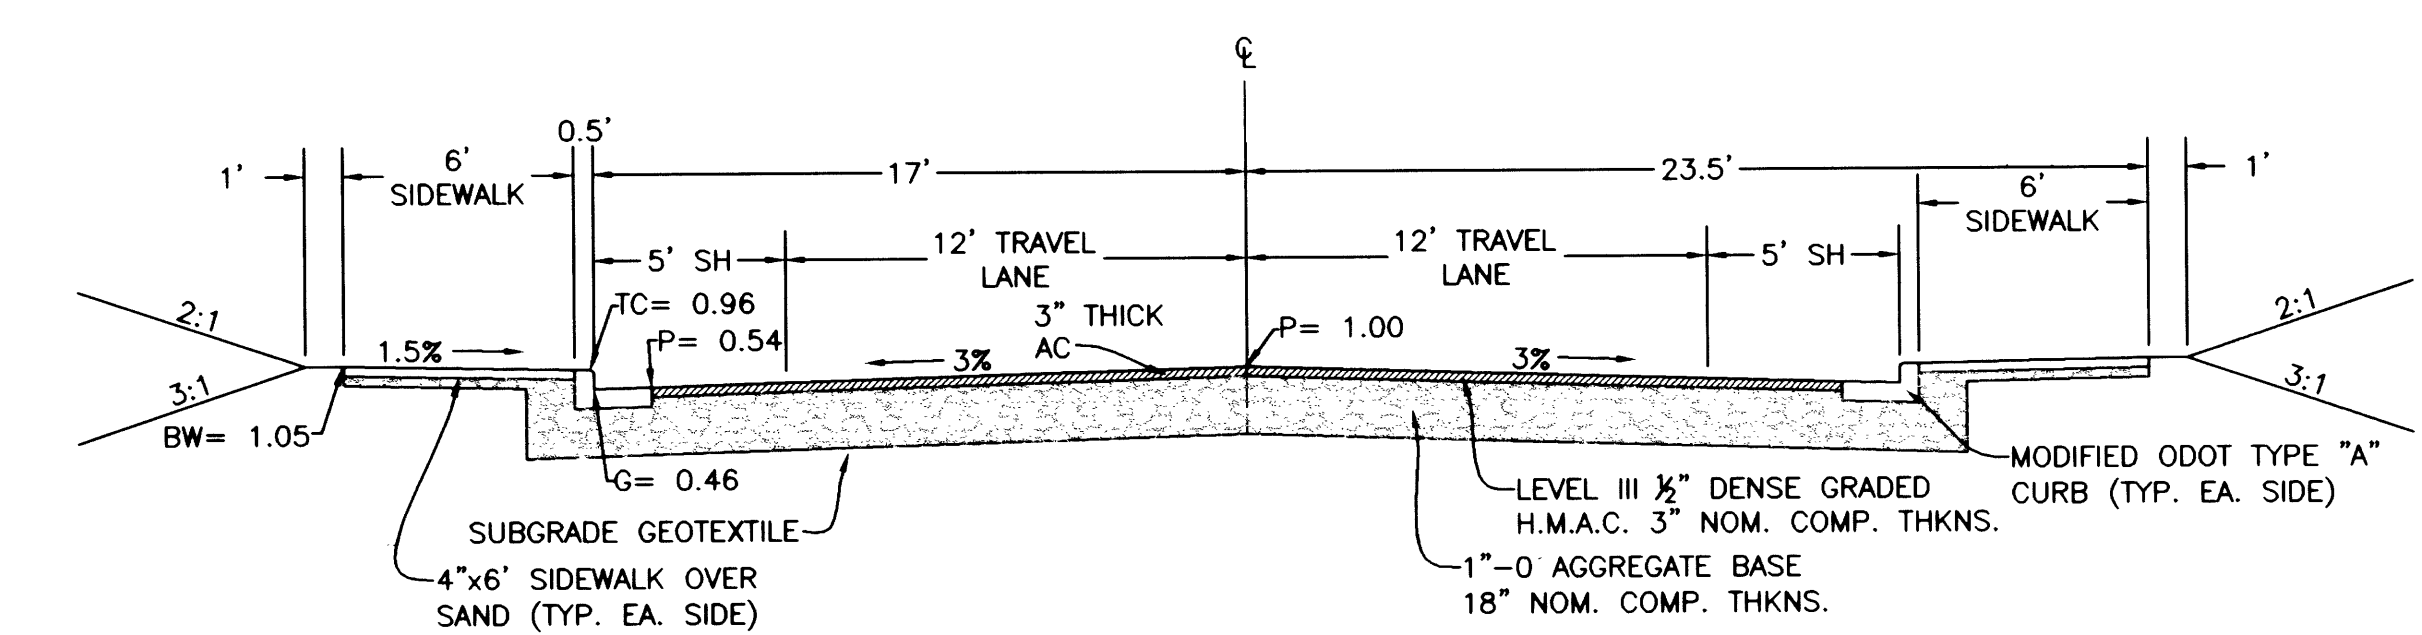 ℄
0.5'
1'
6'
SIDEWALK
17'
23.5'
6'
SIDEWALK
1'
5' SH
12' TRAVEL
LANE
12' TRAVEL
LANE
5' SH
2:1
TC= 0.96
P= 0.54
3" THICK
AC
P= 1.00
2:1
1.5%
3%
3%
3:1
3:1
BW= 1.05
G= 0.46
MODIFIED ODOT TYPE "A"
CURB (TYP. EA. SIDE)
LEVEL III ½" DENSE GRADED
H.M.A.C. 3" NOM. COMP. THKNS.
SUBGRADE GEOTEXTILE
1"-0 AGGREGATE BASE
18" NOM. COMP. THKNS.
4"x6' SIDEWALK OVER
SAND (TYP. EA. SIDE)